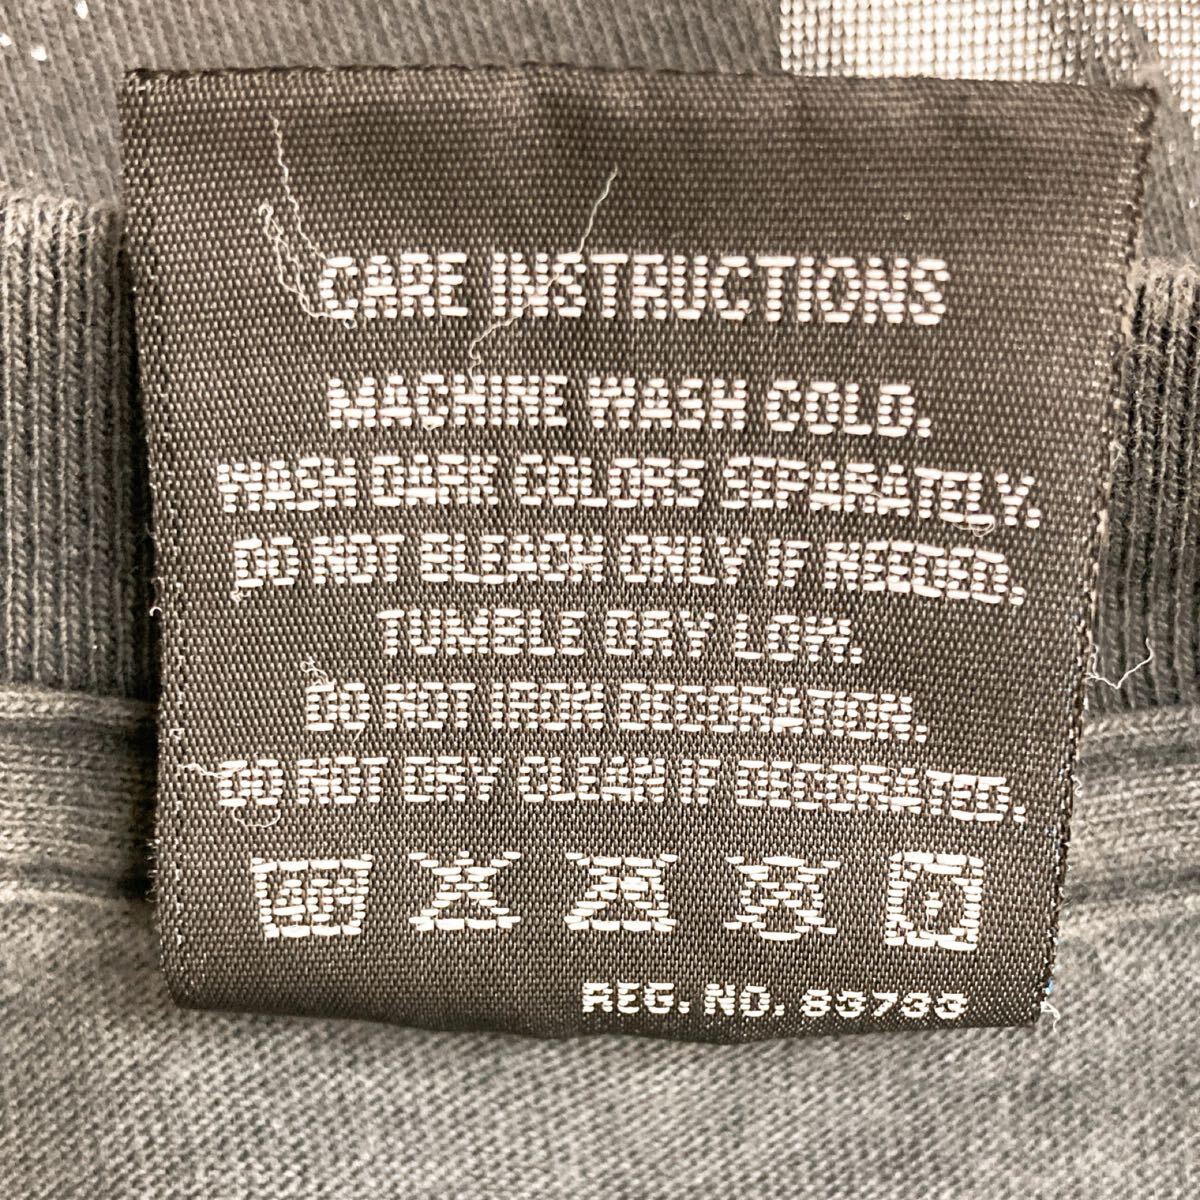 CARE INSTRUCTIONS
MACHINE WASH COLD.
WASH DARK COLORS SEPARATELY.
DO NOT BLEACH ONLY IF NEEDED.
TUMBLE DRY LOW.
DO NOT IRON DECORATION.
DO NOT DRY CLEAN IF DECORATED.
REG. NO. 83733